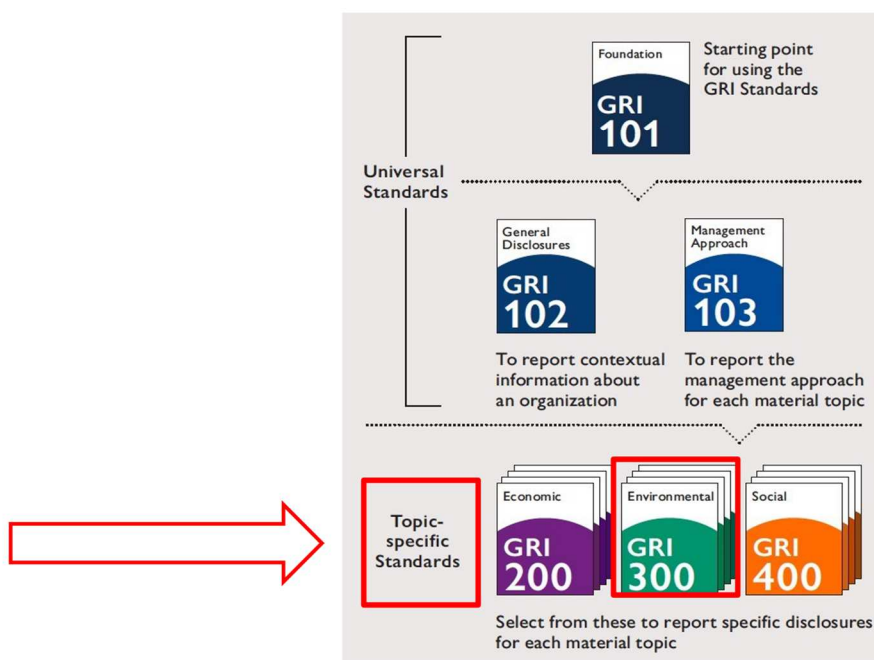 Foundation
GRI
101
Starting point
for using the
GRI Standards
Universal
Standards
General
Disclosures
GRI
102
Management
Approach
GRI
103
To report contextual
information about
an organization
To report the
management approach
for each material topic
Topic-
specific
Standards
Economic
GRI
200
Environmental
GRI
300
Social
GRI
400
Select from these to report specific disclosures
for each material topic